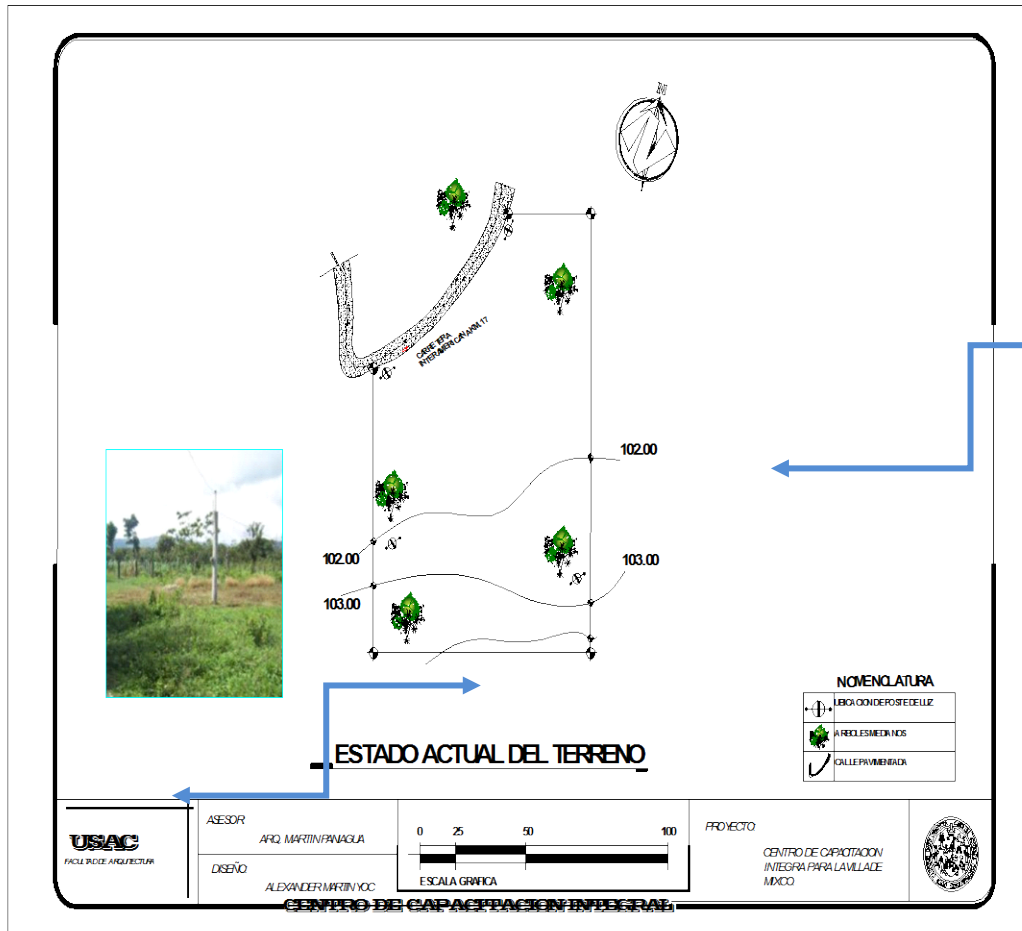 N
CARRETERA
INTERAMERICANA KM. 17
102.00
102.00
103.00
103.00
NOMENCLATURA
UBICACION DE POSTE DE LUZ
ARBOLES MEDIANOS
CALLE PAVIMENTADA
ESTADO ACTUAL DEL TERRENO
USAC
FACULTAD DE ARQUITECTURA
ASESOR:
ARQ. MARTIN PANIAGUA
DISEÑO:
ALEXANDER MARTIN YOC
0 25 50 100
ESCALA GRAFICA
PROYECTO:
CENTRO DE CAPACITACION
INTEGRA PARA LA VILLA DE
MIXCO.
CENTRO DE CAPACITACION INTEGRAL